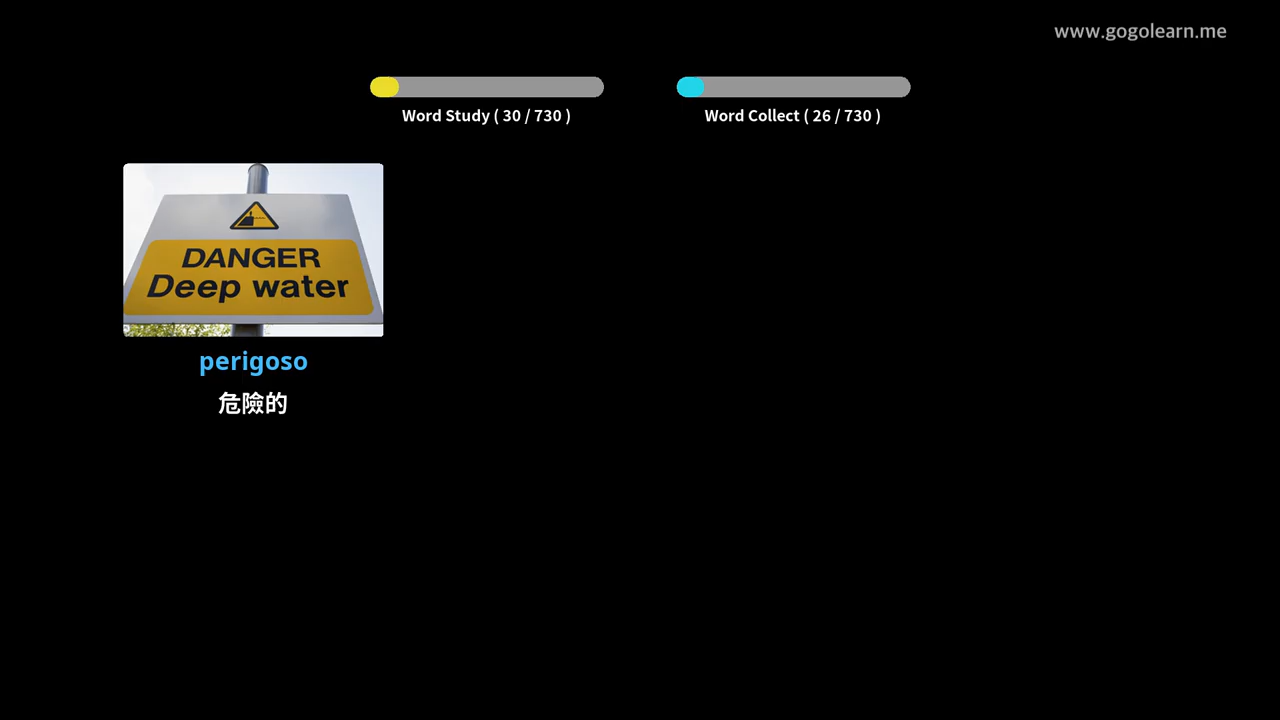 www.gogolearn.me
Word Study ( 30 / 730 )
Word Collect ( 26 / 730 )
DANGER
Deep water
perigoso
危險的